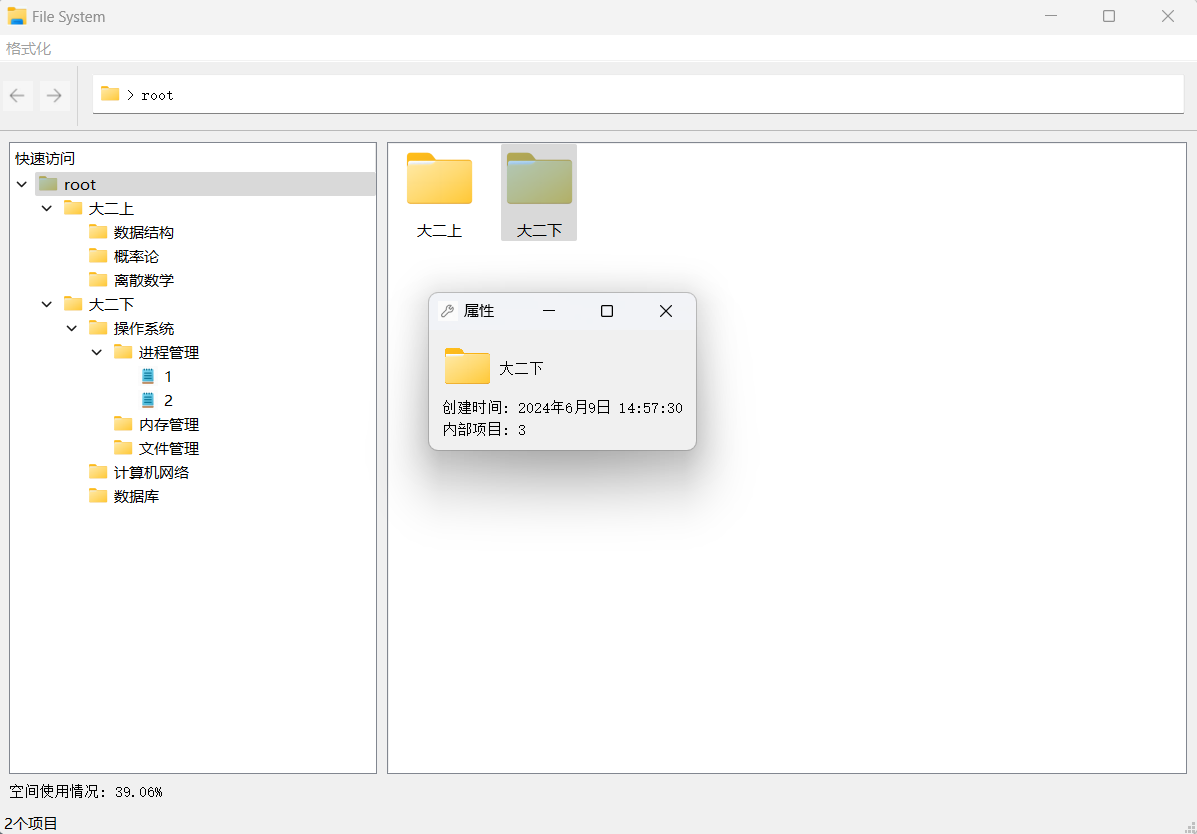 File System
格式化
root
快速访问
root
大二上
数据结构
概率论
离散数学
大二下
操作系统
进程管理
1
2
内存管理
文件管理
计算机网络
数据库
大二上
大二下
属性
大二下
创建时间: 2024年6月9日 14:57:30
内部项目: 3
空间使用情况: 39.06%
2个项目